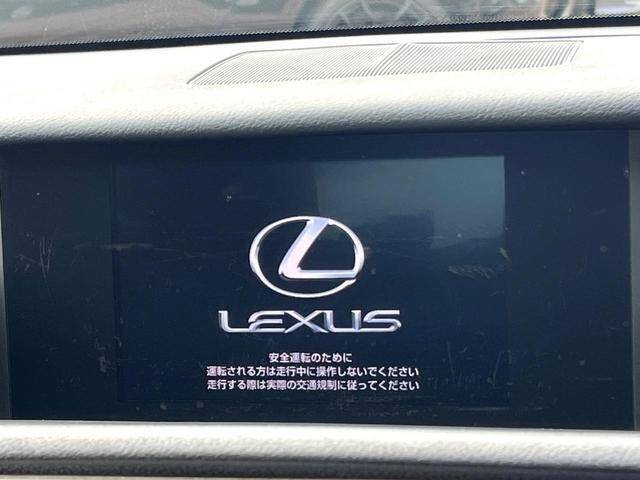 LEXUS
安全運転のために
運転される方は走行中に操作しないでください
走行する際は実際の交通規制に従ってください